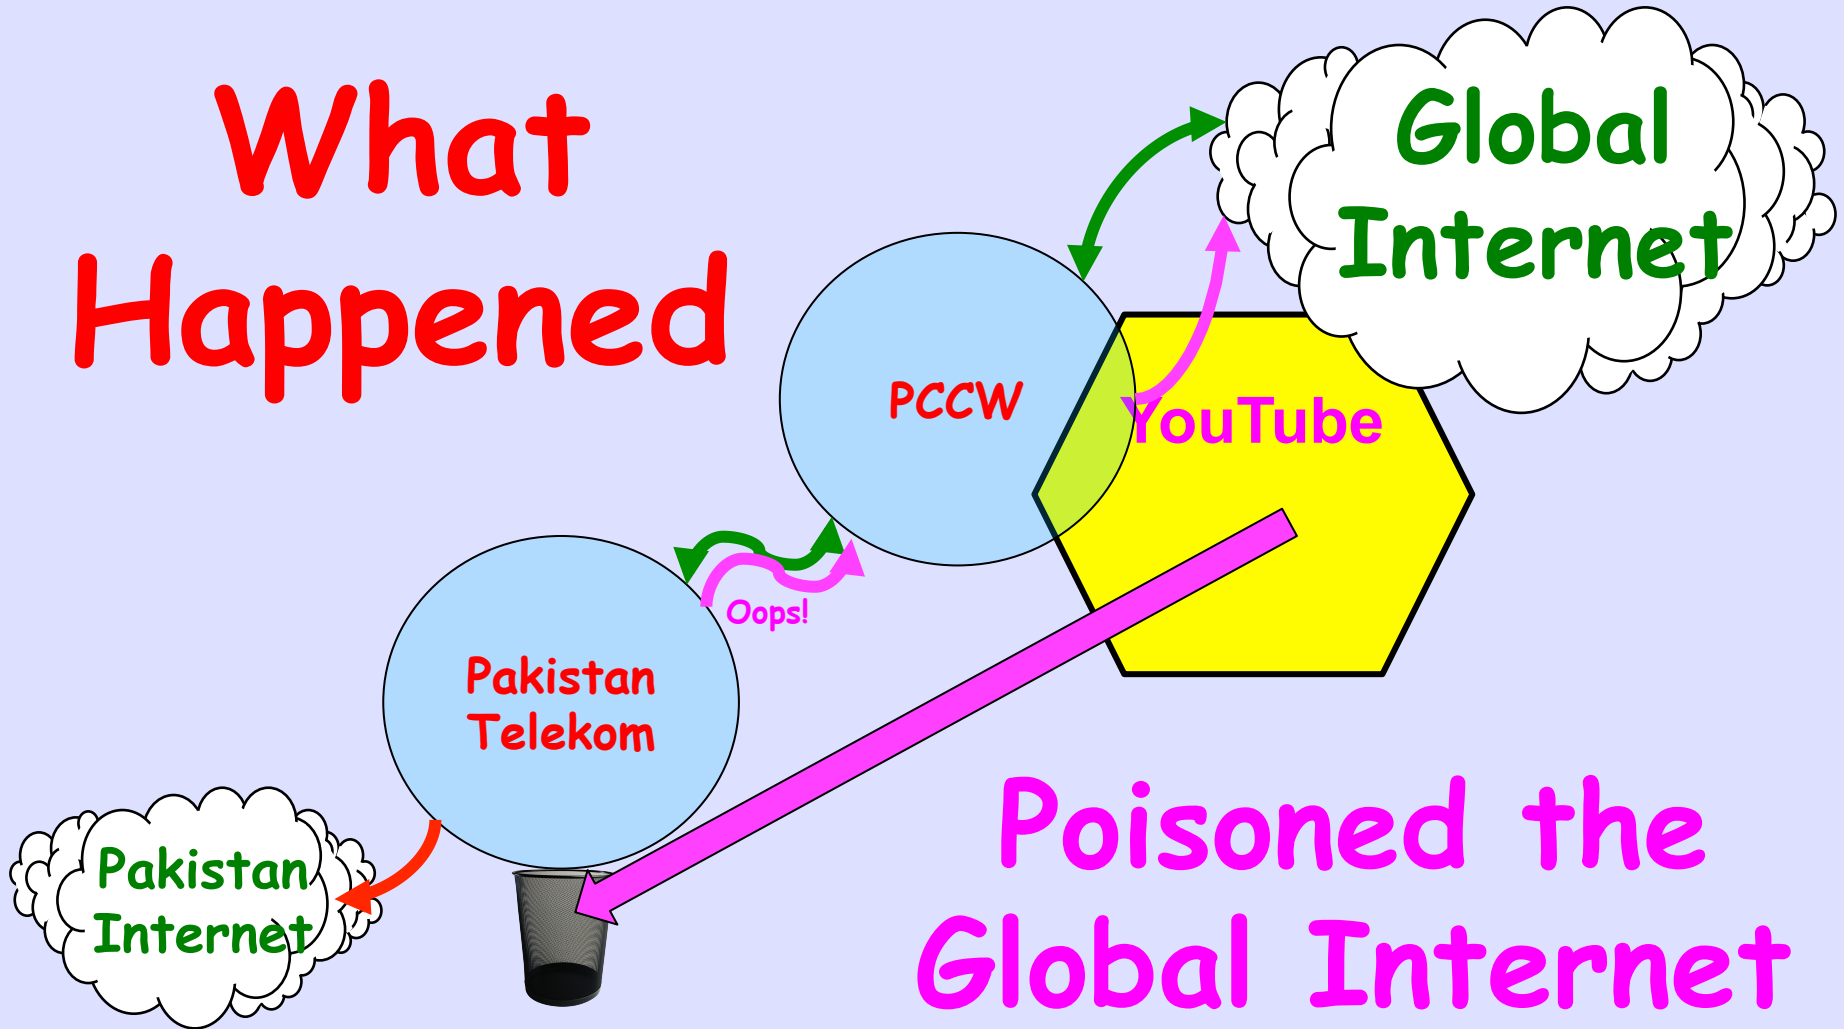 What
Happened
Global
Internet
PCCW
YouTube
Oops!
Pakistan
Telekom
Pakistan
Internet
Poisoned the
Global Internet